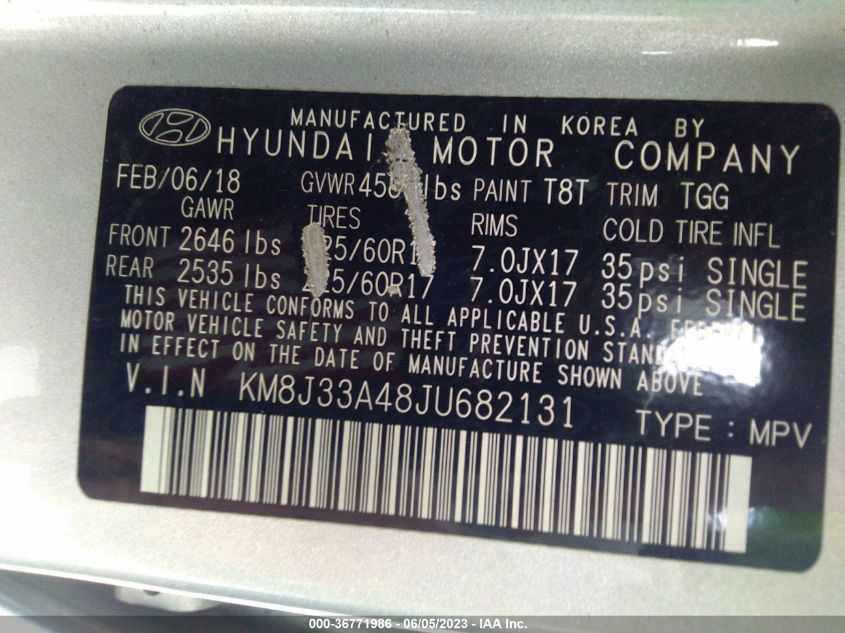 MANUFACTURED IN KOREA BY
HYUNDAI MOTOR COMPANY
FEB/06/18 GVWR lbs PAINT T8T TRIM TGG
GAWR TIRES RIMS COLD TIRE INFL
FRONT 2646 lbs 7.0JX17 35psi SINGLE
REAR 2535 lbs 7.0JX17 35psi SINGLE
THIS VEHICLE CONFORMS TO ALL APPLICABLE U.S.A.
MOTOR VEHICLE SAFETY AND THEFT PREVENTION
IN EFFECT ON THE DATE OF MANUFACTURE SHOWN ABOVE
V.I.N KM8J33A48JU682131
TYPE : MPV
000-36771986 - 06/05/2023 - USA - IAAI